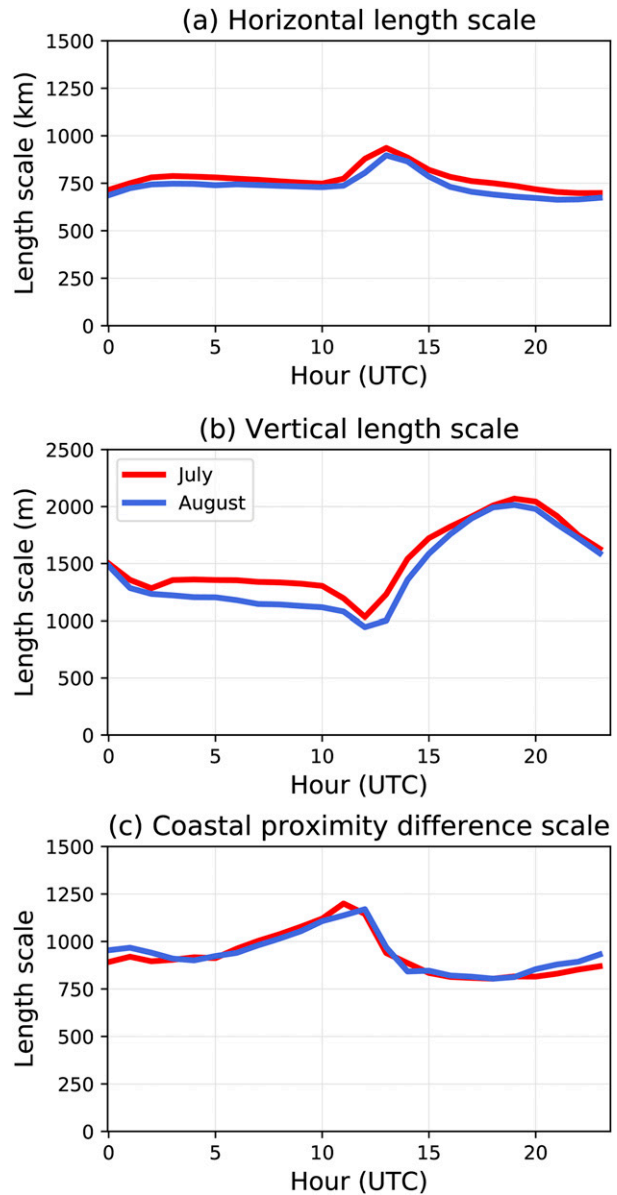 (a) Horizontal length scale
1500
1250
1000
750
500
250
0
Length scale (km)
0 5 10 15 20
Hour (UTC)
(b) Vertical length scale
2500
2000
1500
1000
500
0
Length scale (m)
July
August
0 5 10 15 20
Hour (UTC)
(c) Coastal proximity difference scale
1500
1250
1000
750
500
250
0
Length scale
0 5 10 15 20
Hour (UTC)